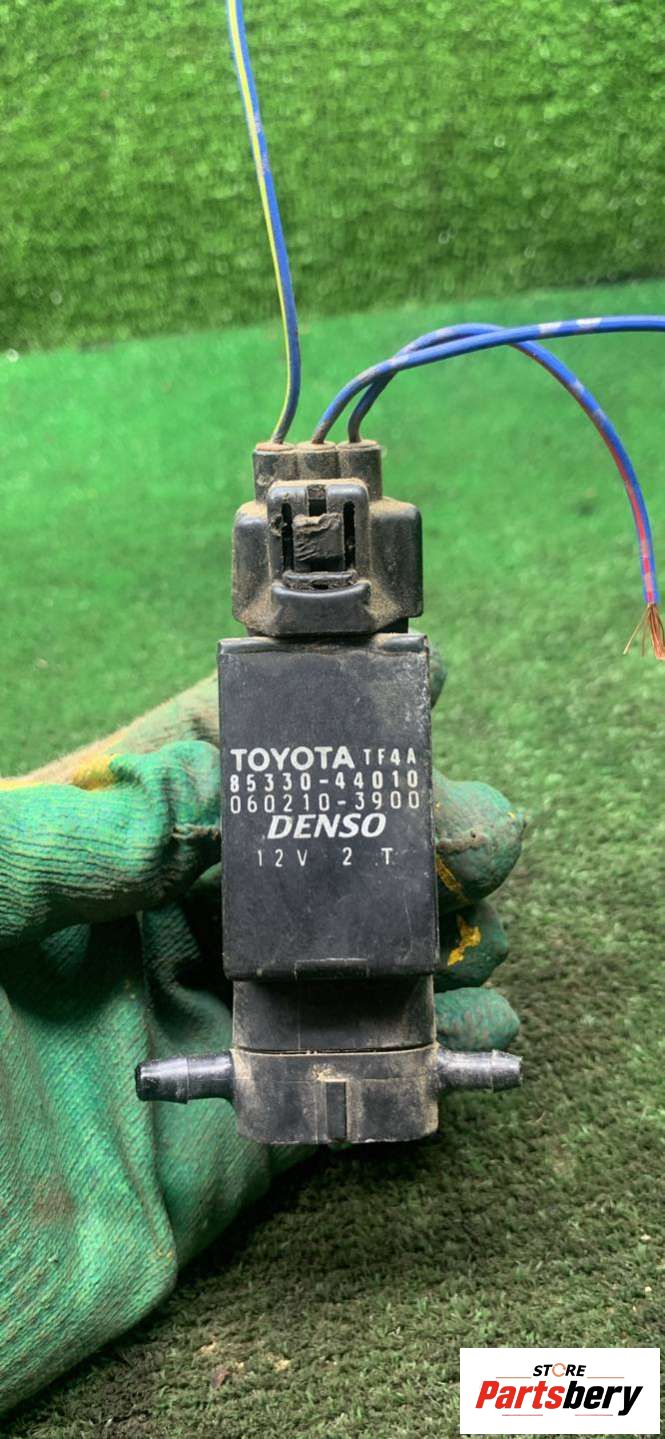 TOYOTA TF4A
85330-44010
060210-3900
DENSO
12V 2 T
STORE
Partsbery